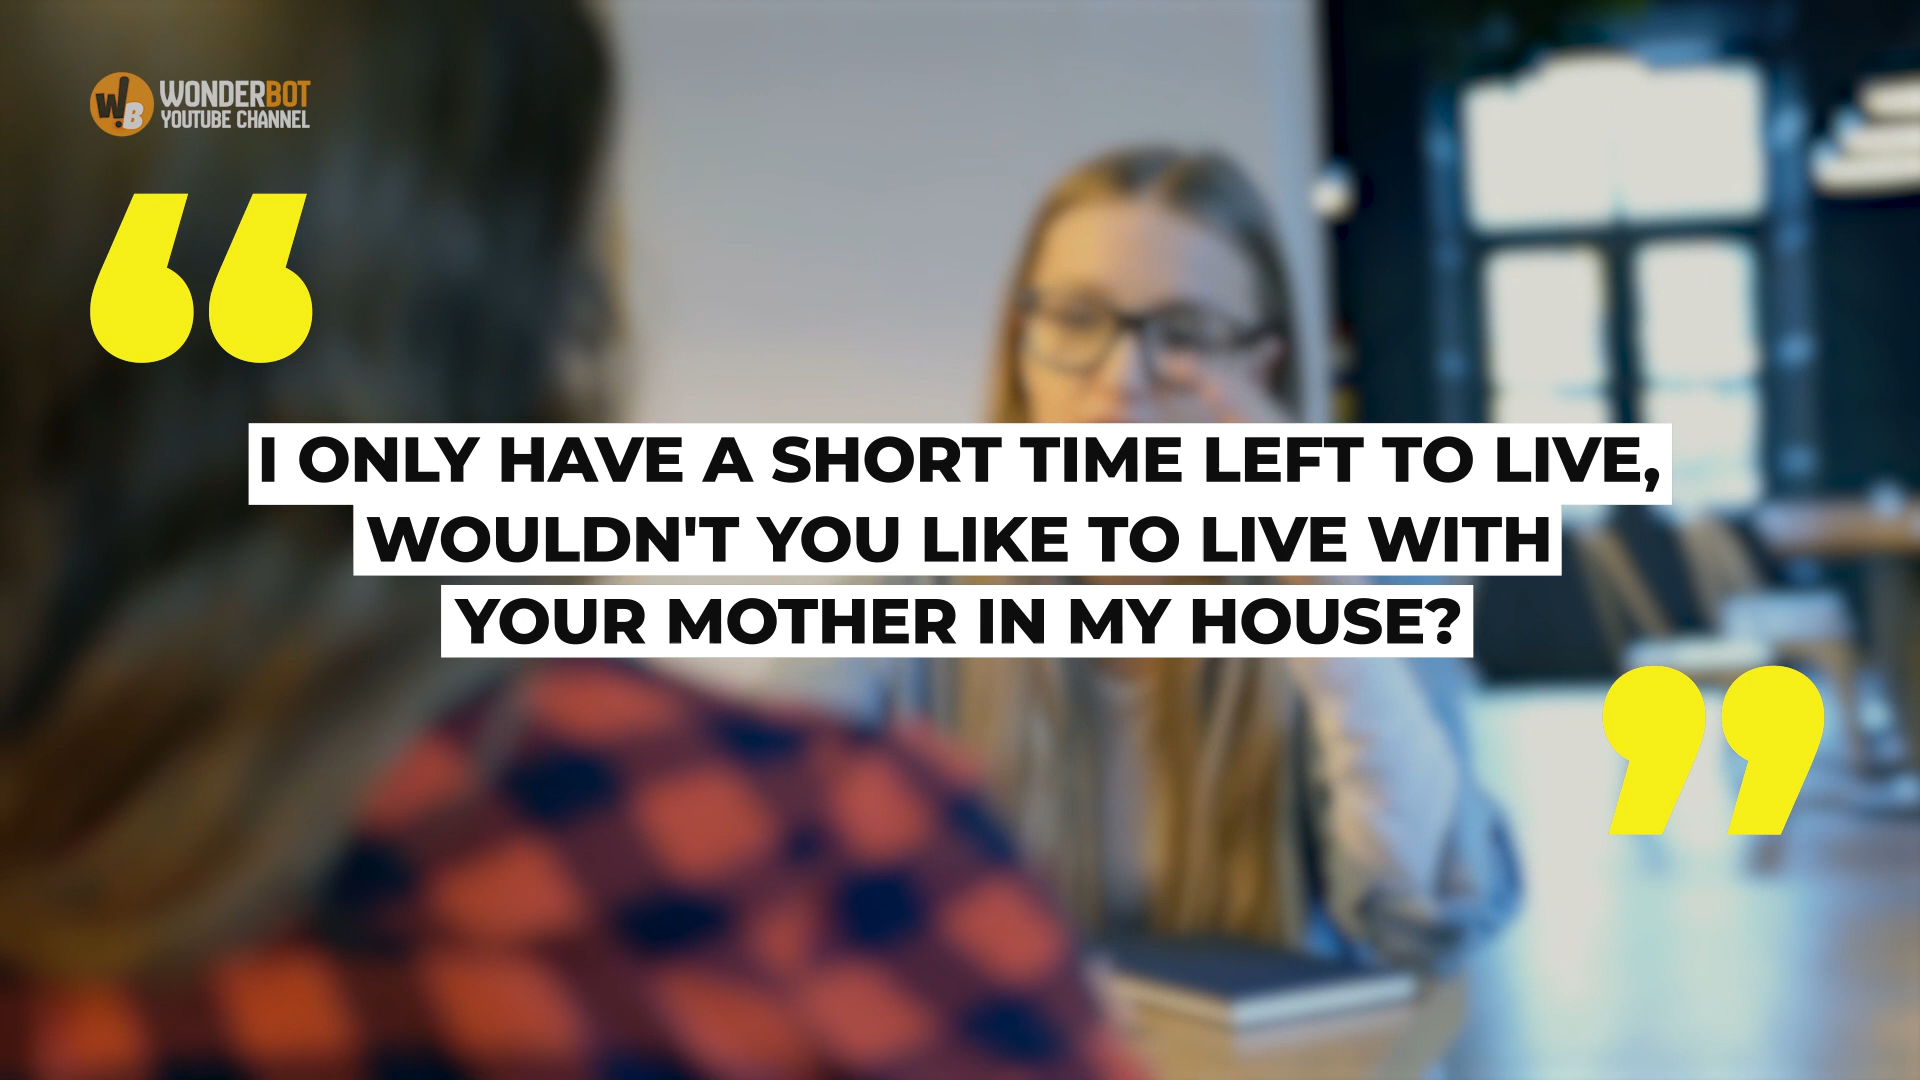 W!B WONDERBOT
YOUTUBE CHANNEL
“
I ONLY HAVE A SHORT TIME LEFT TO LIVE,
WOULDN'T YOU LIKE TO LIVE WITH
YOUR MOTHER IN MY HOUSE?
”